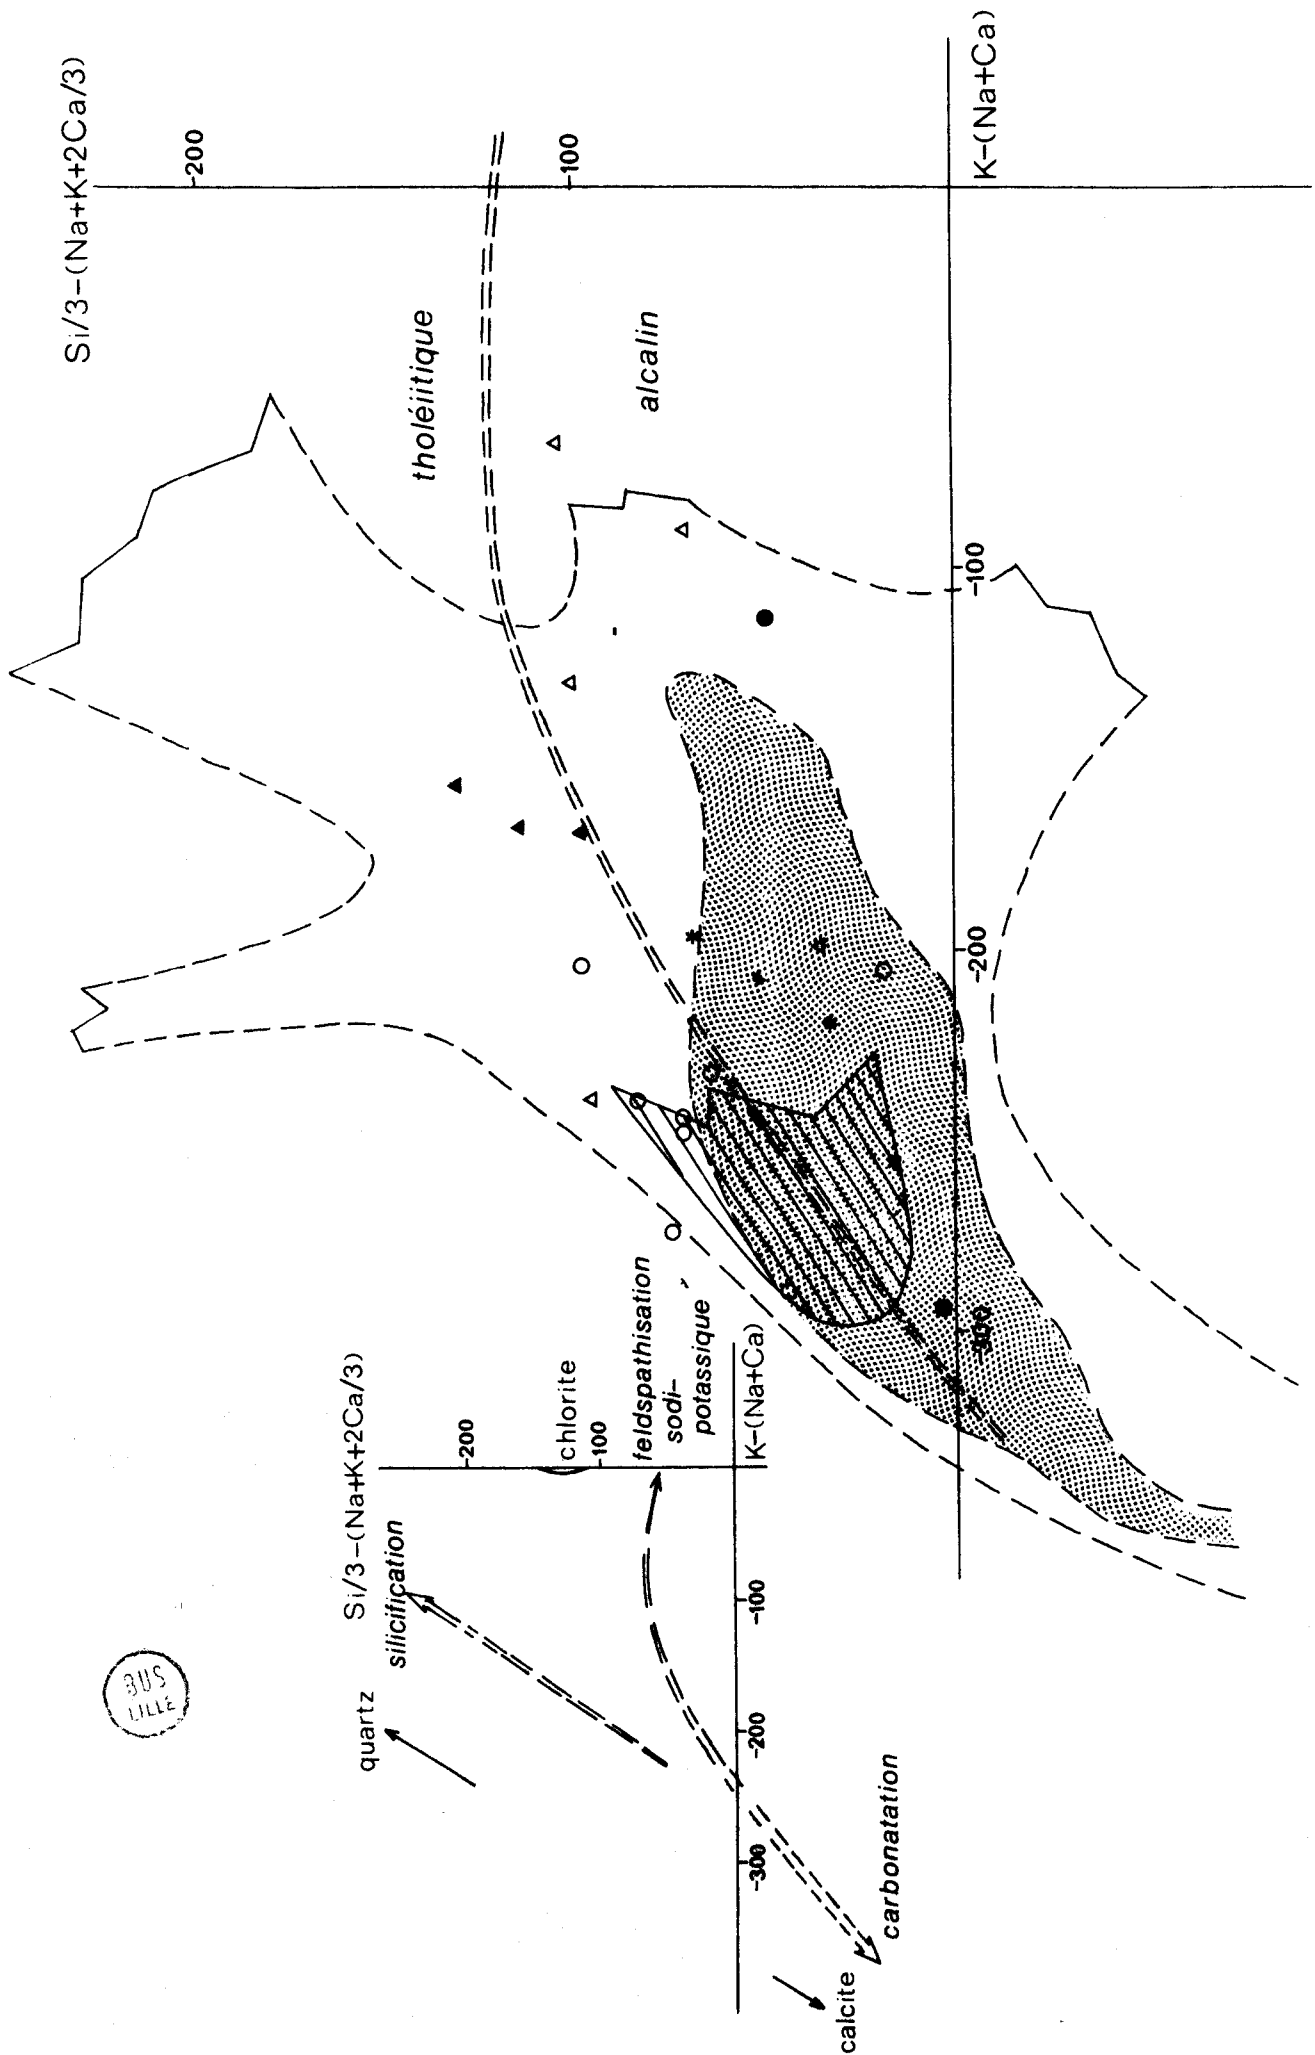 Si/3-(Na+K+2Ca/3)
200
100
tholéiitique
alcalin
K-(Na+Ca)
-100
-200
-300
Si/3-(Na+K+2Ca/3)
200
100
chlorite
feldspathisation
sodi-
potassique
K-(Na+Ca)
silicification
quartz
-100
-200
-300
carbonatation
calcite
BUS
LILLE